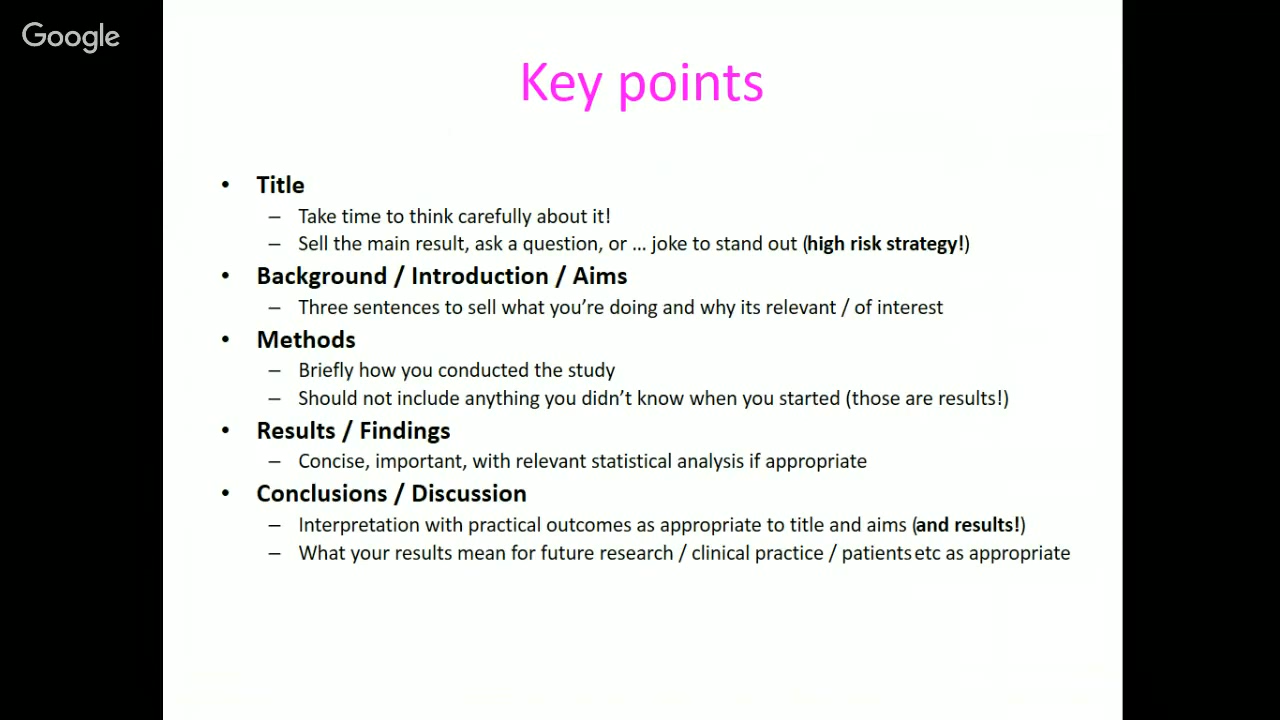 Google
Key points
• Title
– Take time to think carefully about it!
– Sell the main result, ask a question, or ... joke to stand out (high risk strategy!)
• Background / Introduction / Aims
– Three sentences to sell what you’re doing and why its relevant / of interest
• Methods
– Briefly how you conducted the study
– Should not include anything you didn’t know when you started (those are results!)
• Results / Findings
– Concise, important, with relevant statistical analysis if appropriate
• Conclusions / Discussion
– Interpretation with practical outcomes as appropriate to title and aims (and results!)
– What your results mean for future research / clinical practice / patients etc as appropriate